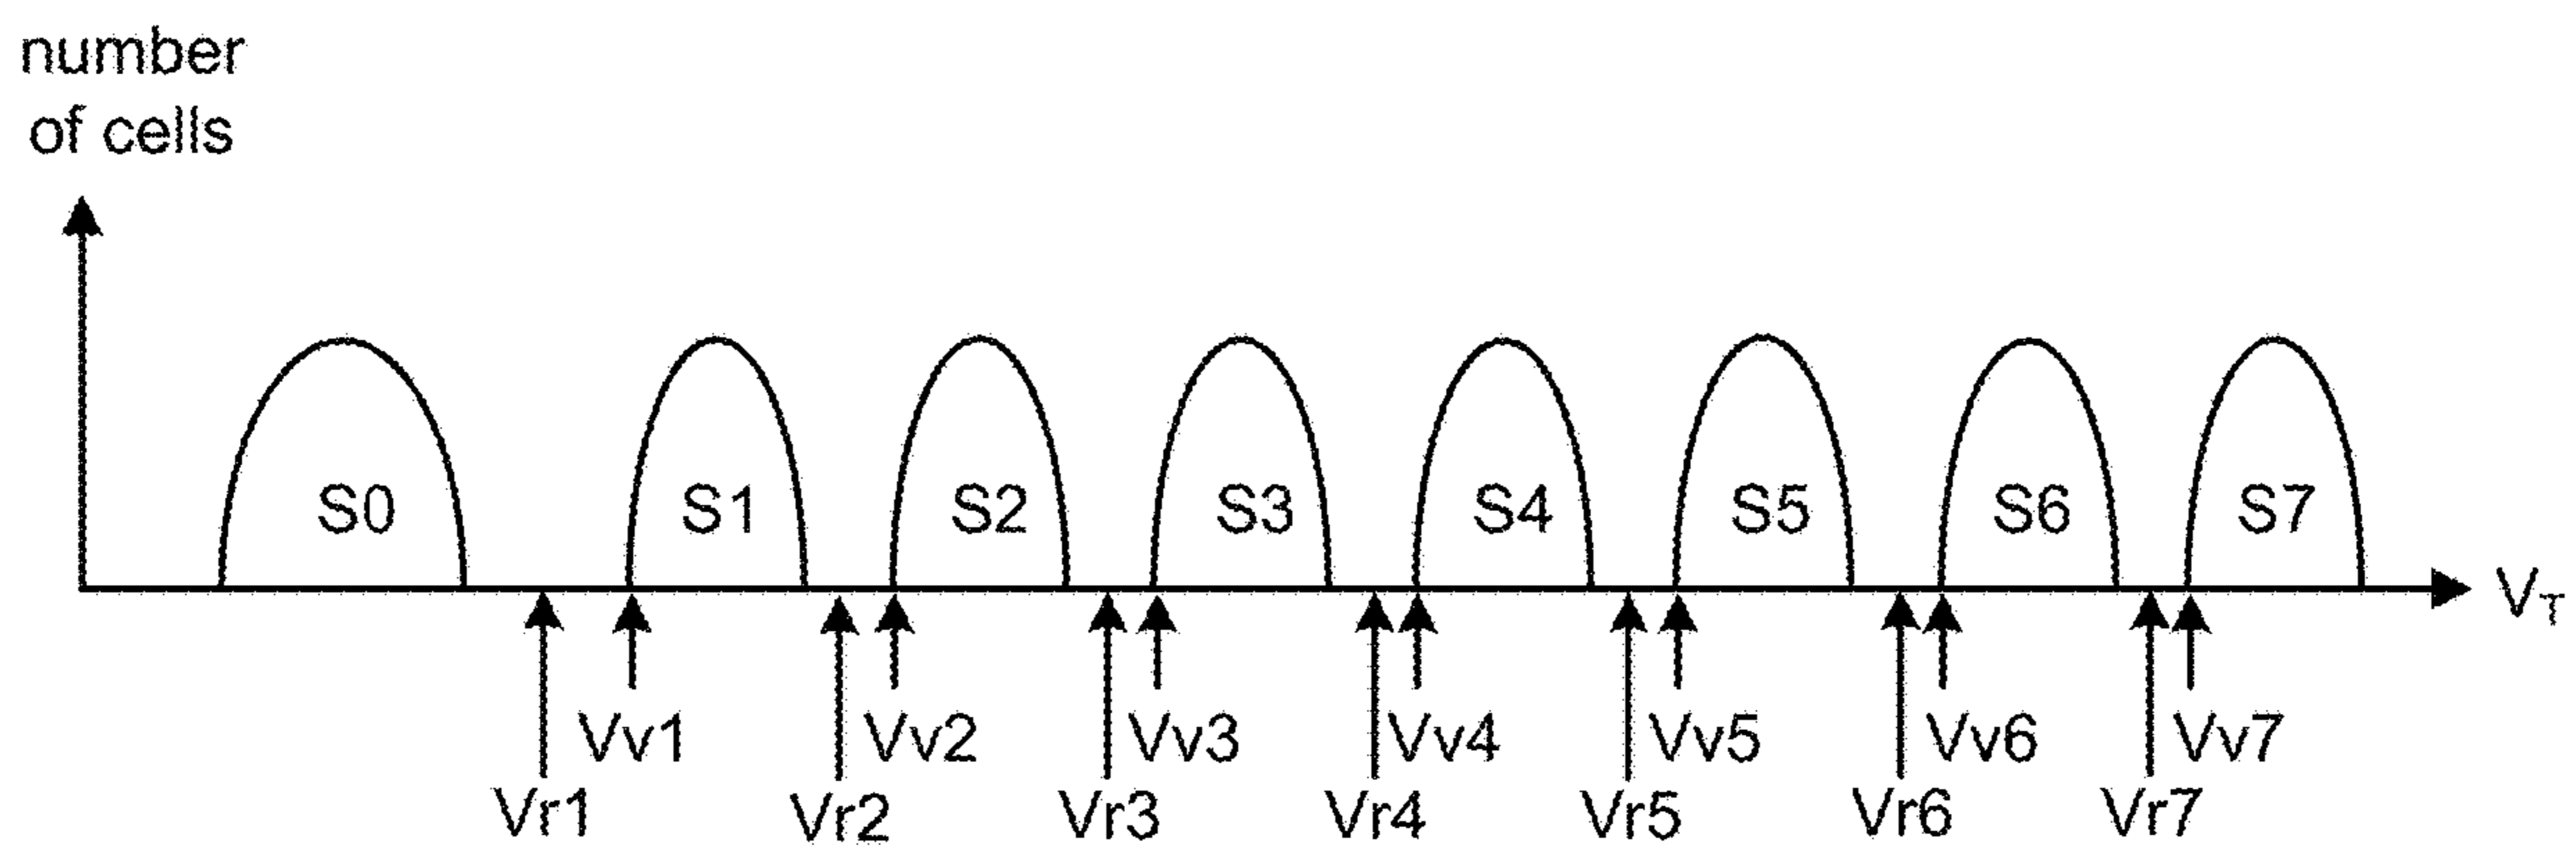 number
of cells
S0 S1 S2 S3 S4 S5 S6 S7
V_T
Vv1 Vv2 Vv3 Vv4 Vv5 Vv6 Vv7
Vr1 Vr2 Vr3 Vr4 Vr5 Vr6 Vr7